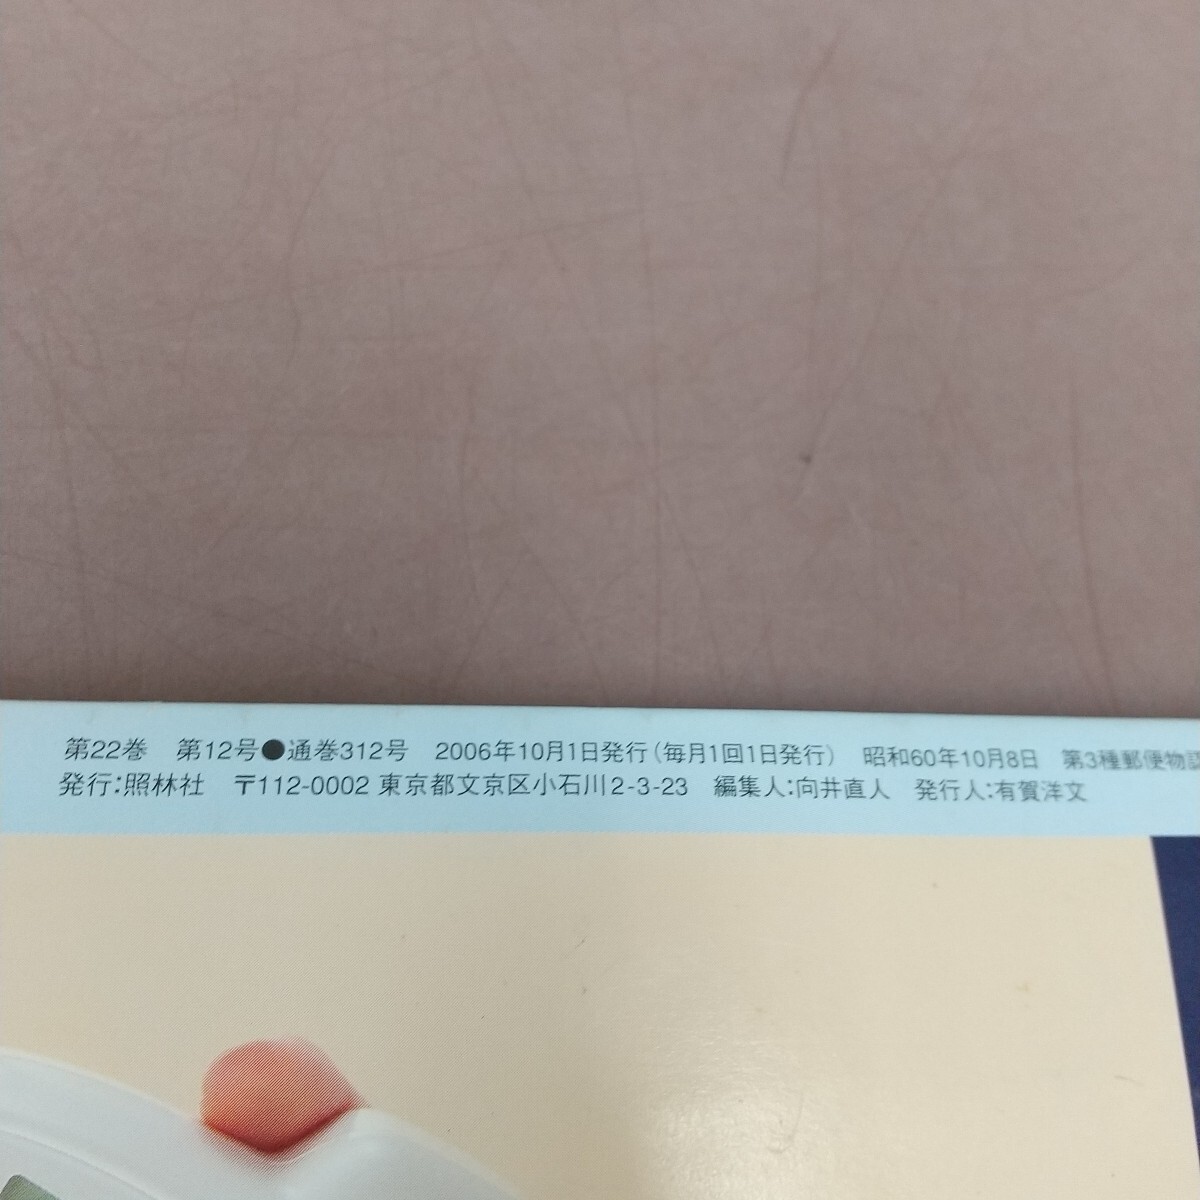 第22巻　第12号●通巻312号　2006年10月1日発行（毎月1回1日発行）　昭和60年10月8日　第3種郵便物認
発行：照林社　〒112-0002 東京都文京区小石川2-3-23　編集人：向井直人　発行人：有賀洋文